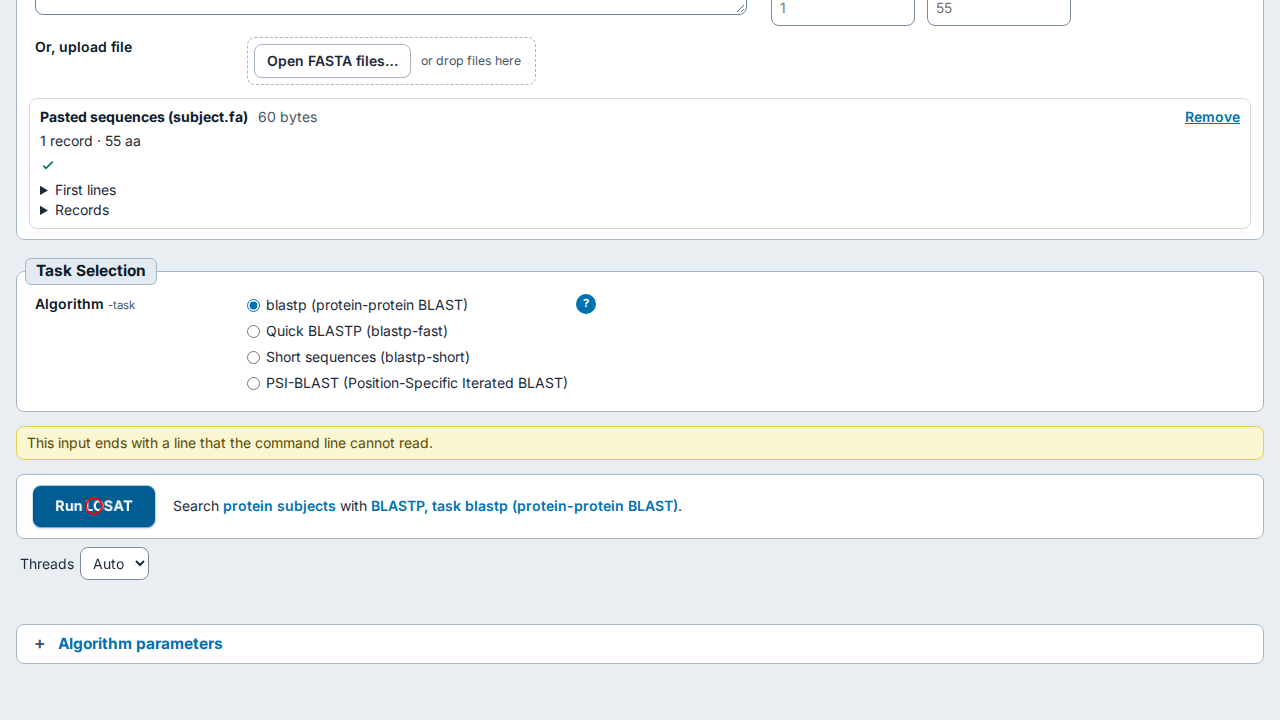 1
55
Or, upload file
Open FASTA files...
or drop files here
Pasted sequences (subject.fa) 60 bytes
Remove
1 record · 55 aa
First lines
Records
Task Selection
Algorithm -task
blastp (protein-protein BLAST)
?
Quick BLASTP (blastp-fast)
Short sequences (blastp-short)
PSI-BLAST (Position-Specific Iterated BLAST)
This input ends with a line that the command line cannot read.
Run LOSAT
Search protein subjects with BLASTP, task blastp (protein-protein BLAST).
Threads
Auto
+ Algorithm parameters